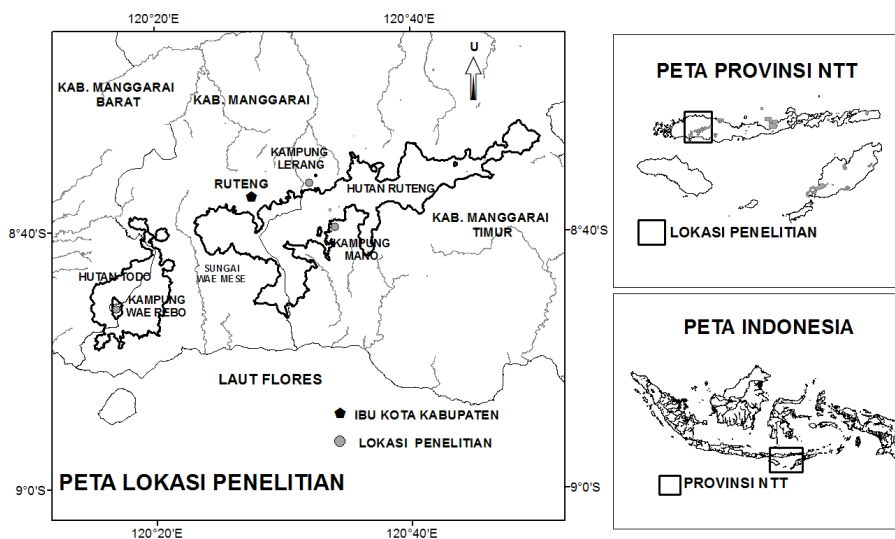 120°20'E
120°40'E
U
KAB. MANGGARAI
BARAT
KAB. MANGGARAI
KAMPUNG
LERANG
RUTENG
HUTAN RUTENG
KAB. MANGGARAI
TIMUR
8°40'S
8°40'S
KAMPUNG
MANO
SUNGAI
WAE MESE
HUTAN TODO
KAMPUNG
WAE REBO
LAUT FLORES
IBU KOTA KABUPATEN
LOKASI PENELITIAN
PETA LOKASI PENELITIAN
9°0'S
9°0'S
120°20'E
120°40'E
PETA PROVINSI NTT
LOKASI PENELITIAN
PETA INDONESIA
PROVINSI NTT